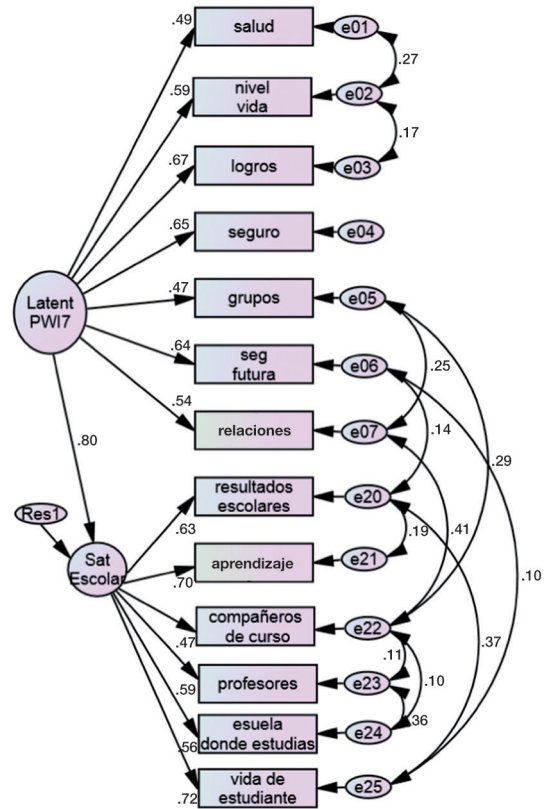 .49
salud
e01
.27
.59
nivel
vida
e02
.17
.67
logros
e03
.65
seguro
e04
Latent
PWI7
.47
grupos
e05
.64
seg
futura
e06
.25
.54
relaciones
e07
.14
.80
.29
resultados
escolares
e20
Res1
.63
.19
.41
Sat
Escolar
aprendizaje
e21
.70
.10
compañeros
de curso
e22
.47
.37
.11
profesores
e23
.10
.59
.36
esuela
donde estudias
e24
.56
vida de
estudiante
e25
.72